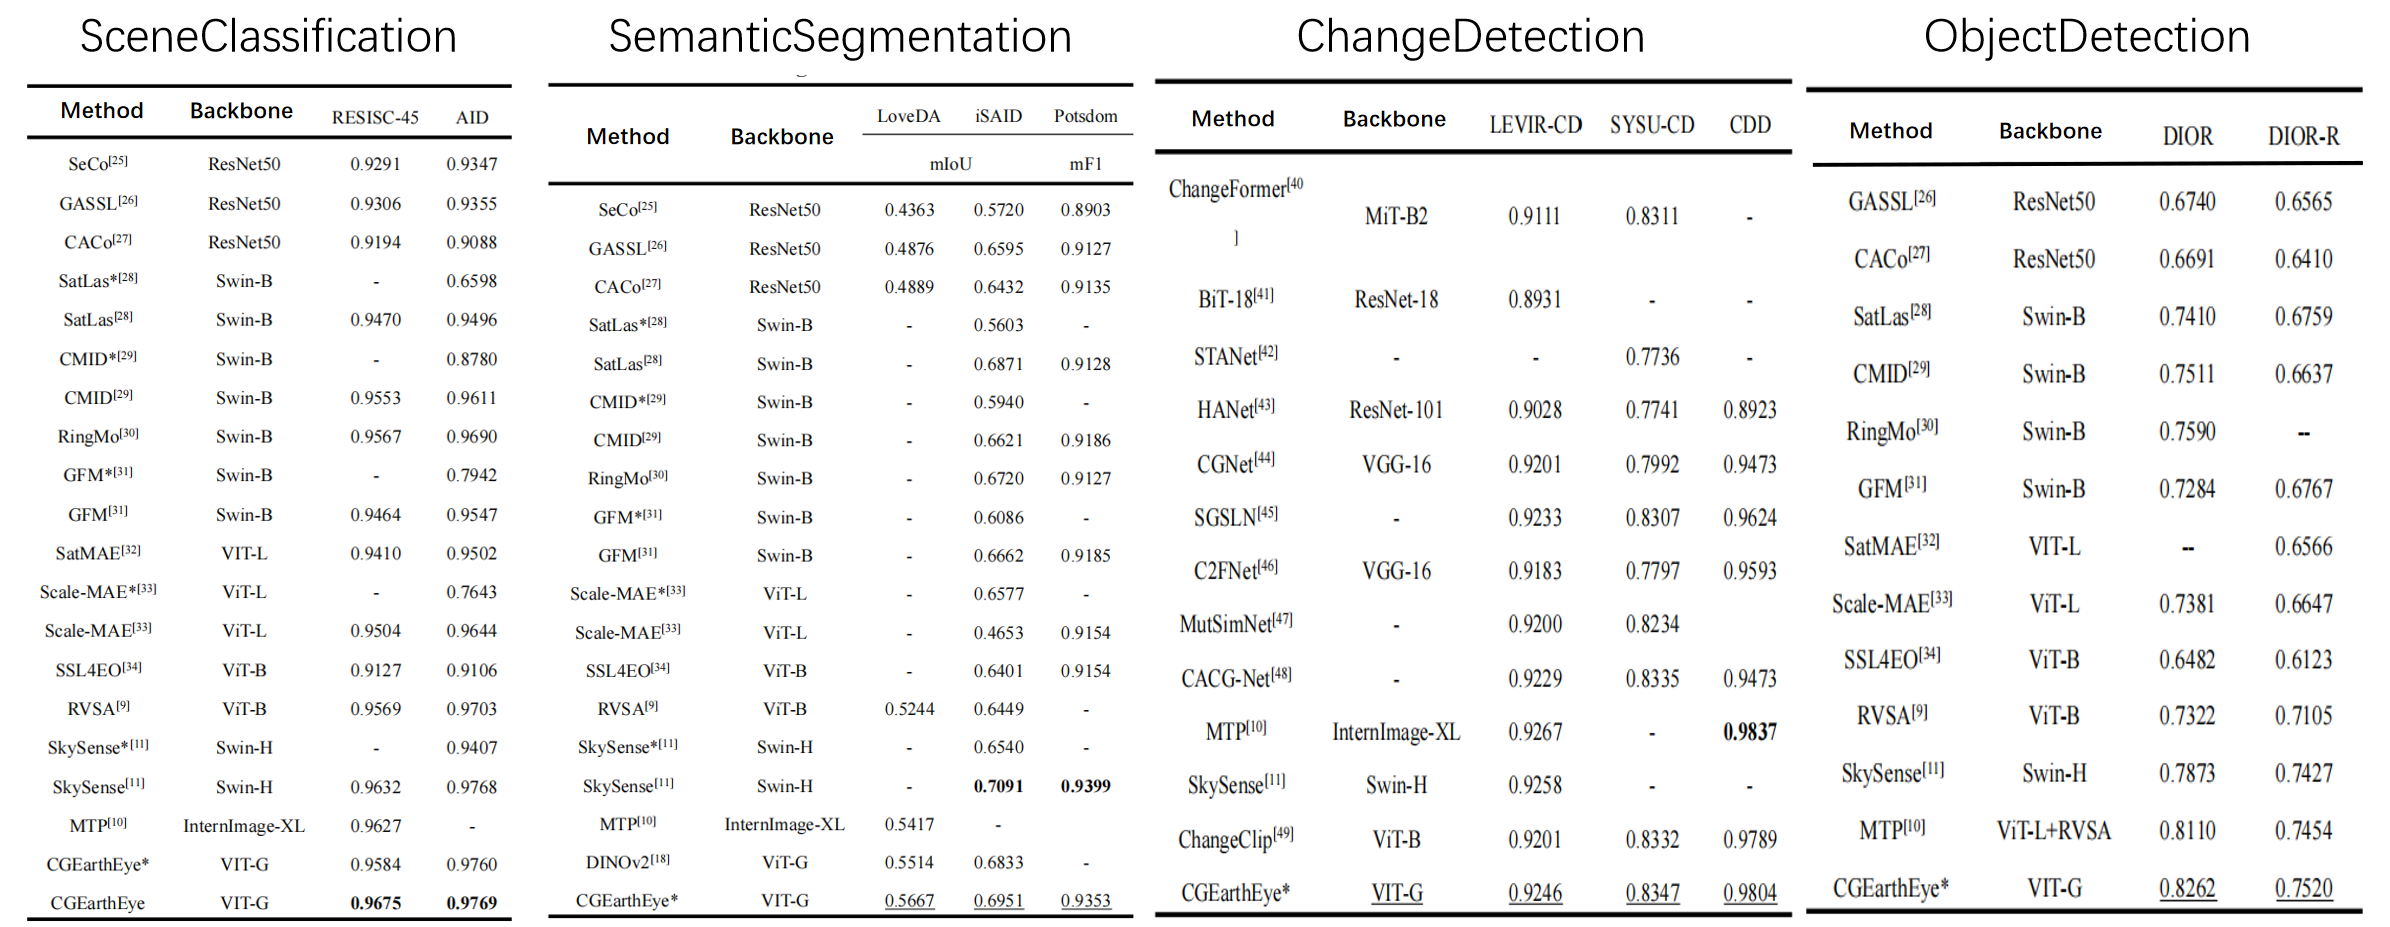 SceneClassification
Method Backbone RESISC-45 AID
SeCo[25] ResNet50 0.9291 0.9347
GASSL[26] ResNet50 0.9306 0.9355
CACo[27] ResNet50 0.9194 0.9088
SatLas*[28] Swin-B - 0.6598
SatLas[28] Swin-B 0.9470 0.9496
CMID*[29] Swin-B - 0.8780
CMID[29] Swin-B 0.9553 0.9611
RingMo[30] Swin-B 0.9567 0.9690
GFM*[31] Swin-B - 0.7942
GFM[31] Swin-B 0.9464 0.9547
SatMAE[32] VIT-L 0.9410 0.9502
Scale-MAE*[33] ViT-L - 0.7643
Scale-MAE[33] ViT-L 0.9504 0.9644
SSL4EO[34] ViT-B 0.9127 0.9106
RVSA[9] ViT-B 0.9569 0.9703
SkySense*[11] Swin-H - 0.9407
SkySense[11] Swin-H 0.9632 0.9768
MTP[10] InternImage-XL 0.9627 -
CGEarthEye* VIT-G 0.9584 0.9760
CGEarthEye VIT-G 0.9675 0.9769
SemanticSegmentation
Method Backbone LoveDA iSAID Potsdom
mIoU mF1
SeCo[25] ResNet50 0.4363 0.5720 0.8903
GASSL[26] ResNet50 0.4876 0.6595 0.9127
CACo[27] ResNet50 0.4889 0.6432 0.9135
SatLas*[28] Swin-B - 0.5603 -
SatLas[28] Swin-B - 0.6871 0.9128
CMID*[29] Swin-B - 0.5940 -
CMID[29] Swin-B - 0.6621 0.9186
RingMo[30] Swin-B - 0.6720 0.9127
GFM*[31] Swin-B - 0.6086 -
GFM[31] Swin-B - 0.6662 0.9185
Scale-MAE*[33] ViT-L - 0.6577 -
Scale-MAE[33] ViT-L - 0.4653 0.9154
SSL4EO[34] ViT-B - 0.6401 0.9154
RVSA[9] ViT-B 0.5244 0.6449 -
SkySense*[11] Swin-H - 0.6540 -
SkySense[11] Swin-H - 0.7091 0.9399
MTP[10] InternImage-XL 0.5417 -
DINOv2[18] ViT-G 0.5514 0.6833 -
CGEarthEye* VIT-G 0.5667 0.6951 0.9353
ChangeDetection
Method Backbone LEVIR-CD SYSU-CD CDD
ChangeFormer[40
] MiT-B2 0.9111 0.8311 -
BiT-18[41] ResNet-18 0.8931 - -
STANet[42] - - 0.7736 -
HANet[43] ResNet-101 0.9028 0.7741 0.8923
CGNet[44] VGG-16 0.9201 0.7992 0.9473
SGSLN[45] - 0.9233 0.8307 0.9624
C2FNet[46] VGG-16 0.9183 0.7797 0.9593
MutSimNet[47] - 0.9200 0.8234
CACG-Net[48] - 0.9229 0.8335 0.9473
MTP[10] InternImage-XL 0.9267 - 0.9837
SkySense[11] Swin-H 0.9258 - -
ChangeClip[49] ViT-B 0.9201 0.8332 0.9789
CGEarthEye* VIT-G 0.9246 0.8347 0.9804
ObjectDetection
Method Backbone DIOR DIOR-R
GASSL[26] ResNet50 0.6740 0.6565
CACo[27] ResNet50 0.6691 0.6410
SatLas[28] Swin-B 0.7410 0.6759
CMID[29] Swin-B 0.7511 0.6637
RingMo[30] Swin-B 0.7590 --
GFM[31] Swin-B 0.7284 0.6767
SatMAE[32] VIT-L -- 0.6566
Scale-MAE[33] ViT-L 0.7381 0.6647
SSL4EO[34] ViT-B 0.6482 0.6123
RVSA[9] ViT-B 0.7322 0.7105
SkySense[11] Swin-H 0.7873 0.7427
MTP[10] ViT-L+RVSA 0.8110 0.7454
CGEarthEye* VIT-G 0.8262 0.7520